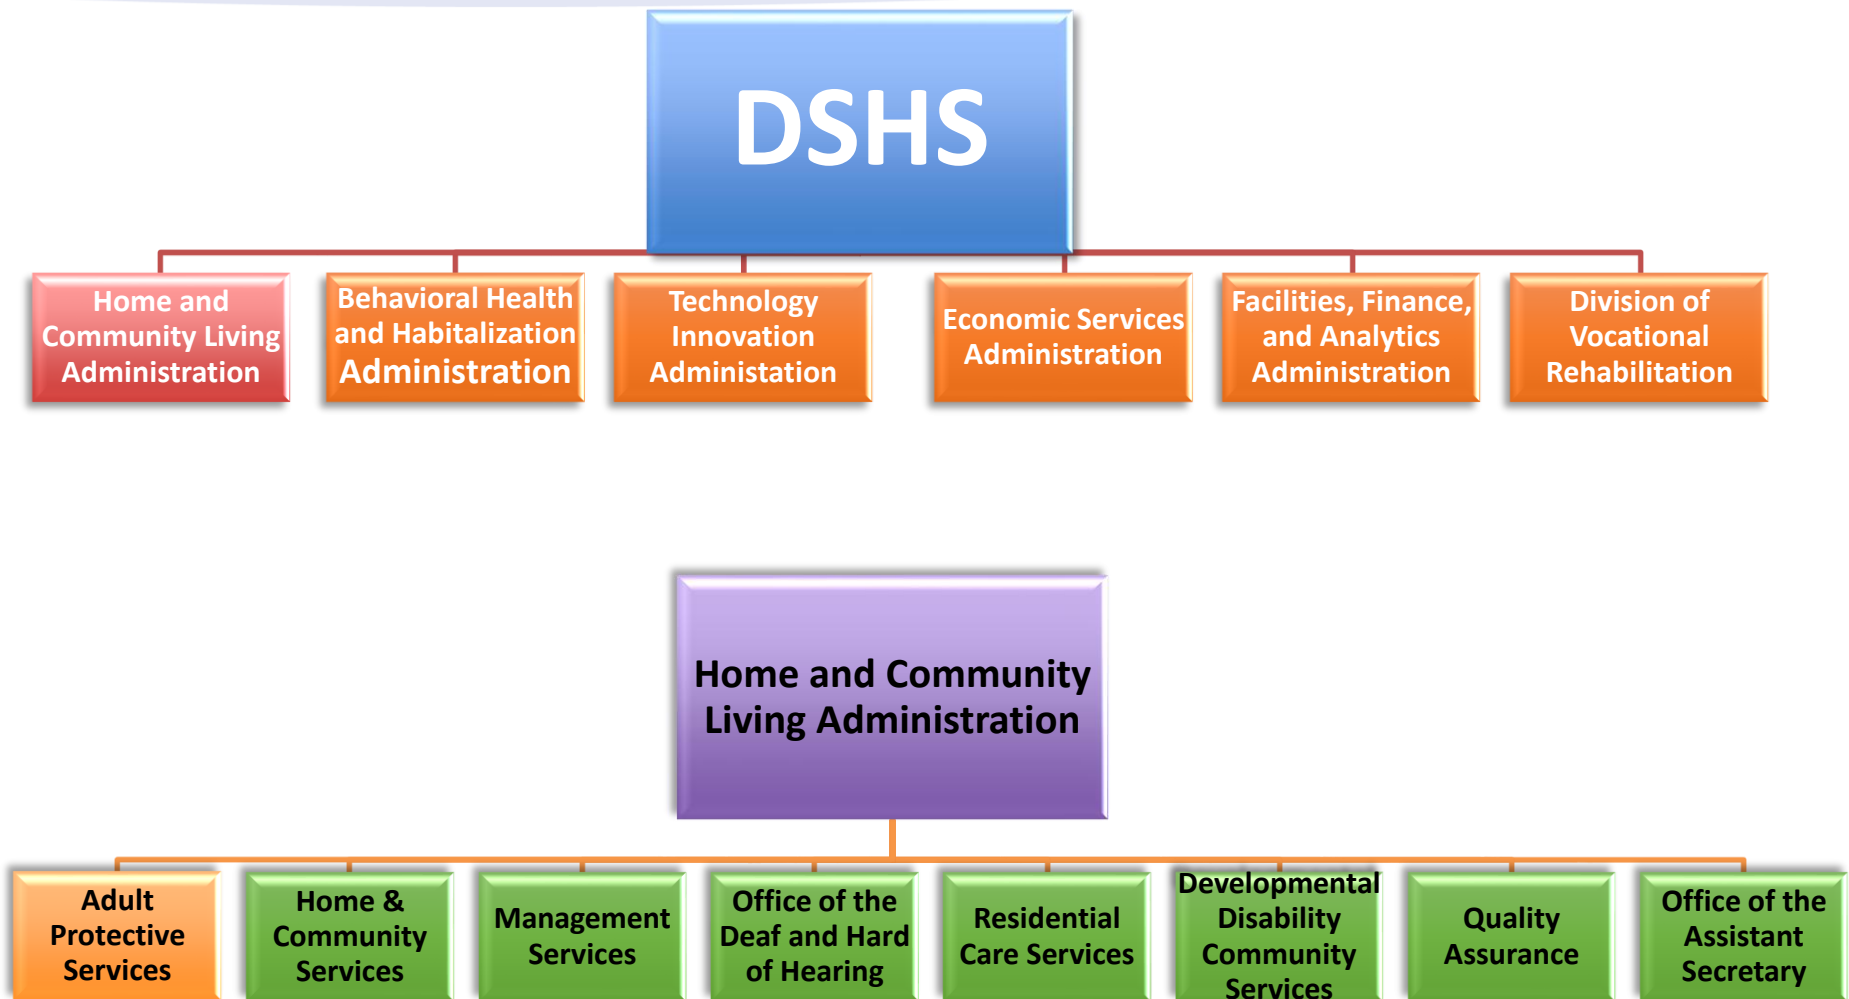 DSHS
Home and
Community Living
Administration
Behavioral Health
and Habitalization
Administration
Technology
Innovation
Administation
Economic Services
Administration
Facilities, Finance,
and Analytics
Administration
Division of
Vocational
Rehabilitation
Home and Community
Living Administration
Adult
Protective
Services
Home &
Community
Services
Management
Services
Office of the
Deaf and Hard
of Hearing
Residential
Care Services
Developmental
Disability
Community
Services
Quality
Assurance
Office of the
Assistant
Secretary